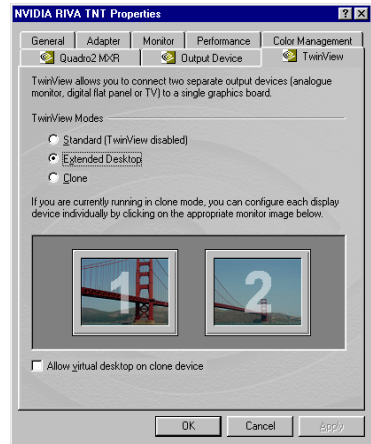 NVIDIA RIVA TNT Properties
General Adapter Monitor Performance Color Management
Quadro2 MXR Output Device TwinView
TwinView allows you to connect two separate output devices (analogue
monitor, digital flat panel or TV) to a single graphics board.
TwinView Modes
Standard (TwinView disabled)
Extended Desktop
Clone
If you are currently running in clone mode, you can configure each display
device individually by clicking on the appropriate monitor image below.
1 2
Allow virtual desktop on clone device
OK Cancel Apply